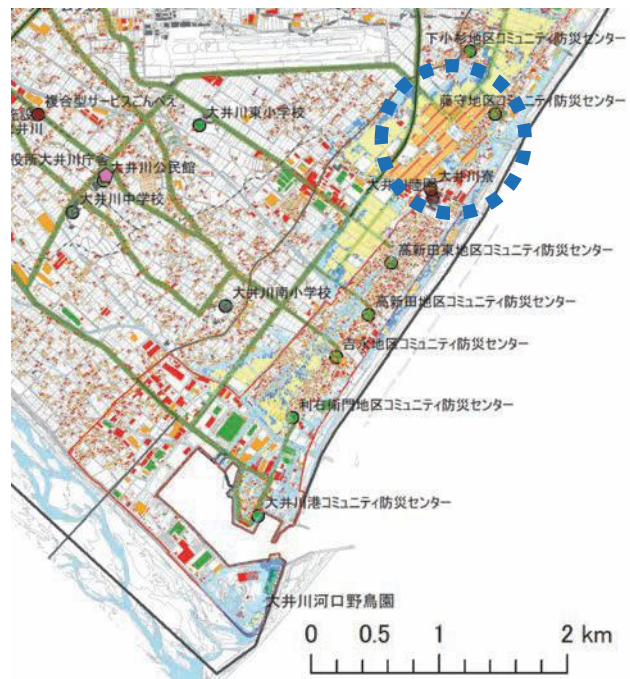 下小杉地区コミュニティ防災センター
藤守地区コミュニティ防災センター
複合型サービスごんべえ
井川
大井川東小学校
役所大井川庁舎
大井川公民館
大井川寮
大井川中学校
高新田東地区コミュニティ防災センター
大井川南小学校
高新田地区コミュニティ防災センター
吉永地区コミュニティ防災センター
利右衛門地区コミュニティ防災センター
大井川港コミュニティ防災センター
大井川河口野鳥園
0 0.5 1 2 km